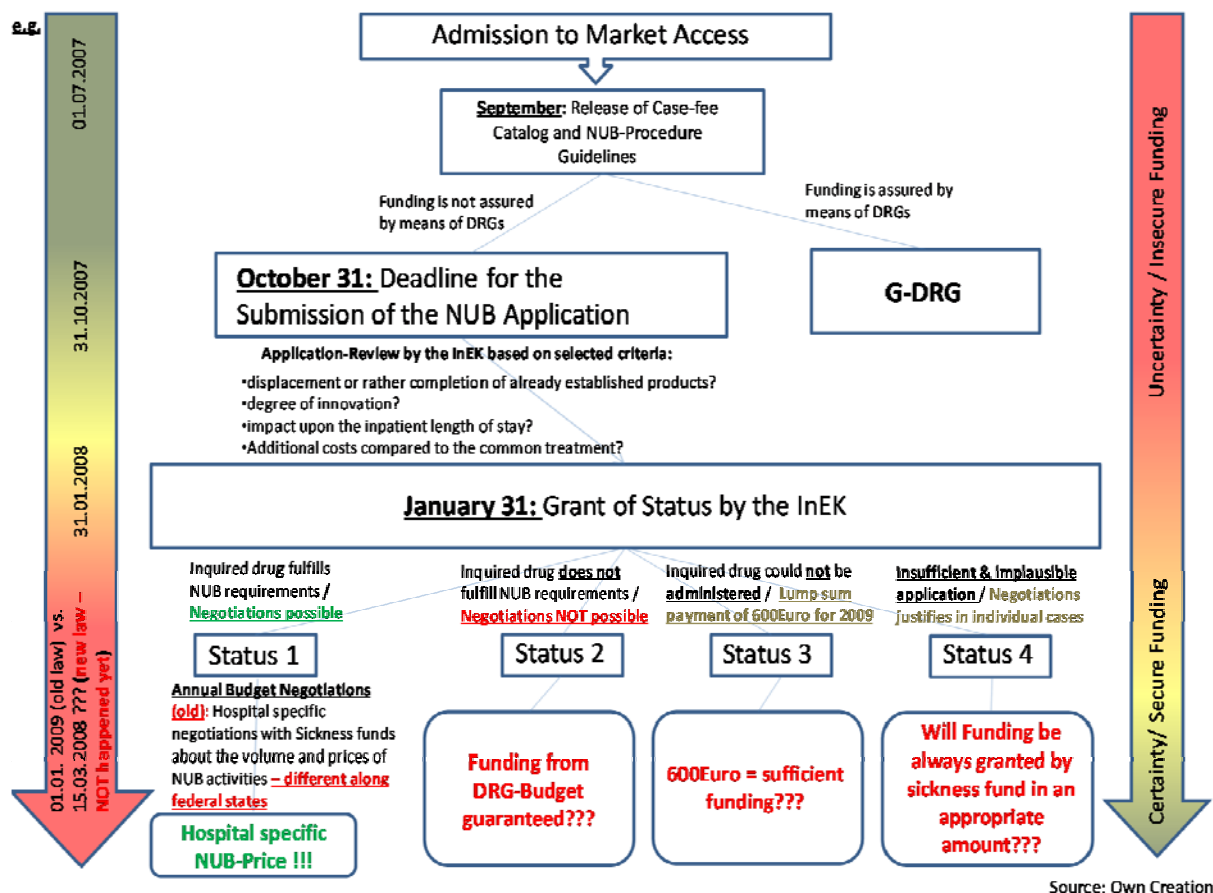 e.g.
01.07.2007
31.10.2007
31.01.2008
01.01. 2009 (old law) vs.
15.03.2008 ??? (new law –
NOT happened yet)
Admission to Market Access
September: Release of Case-fee
Catalog and NUB-Procedure
Guidelines
Funding is not assured
by means of DRGs
Funding is assured by
means of DRGs
October 31: Deadline for the
Submission of the NUB Application
G-DRG
Application-Review by the InEK based on selected criteria:
•displacement or rather completion of already established products?
•degree of innovation?
•impact upon the inpatient length of stay?
•Additional costs compared to the common treatment?
January 31: Grant of Status by the InEK
Inquired drug fulfills
NUB requirements /
Negotiations possible
Inquired drug does not
fulfill NUB requirements /
Negotiations NOT possible
Inquired drug could not be
administered / Lump sum
payment of 600Euro for 2009
Insufficient & implausible
application / Negotiations
justifies in individual cases
Status 1
Status 2
Status 3
Status 4
Annual Budget Negotiations
(old): Hospital specific
negotiations with Sickness funds
about the volume and prices of
NUB activities – different along
federal states
Hospital specific
NUB-Price !!!
Funding from
DRG-Budget
guaranteed???
600Euro = sufficient
funding???
Will Funding be
always granted by
sickness fund in an
appropriate
amount???
Uncertainty / Insecure Funding
Certainty/ Secure Funding
Source: Own Creation